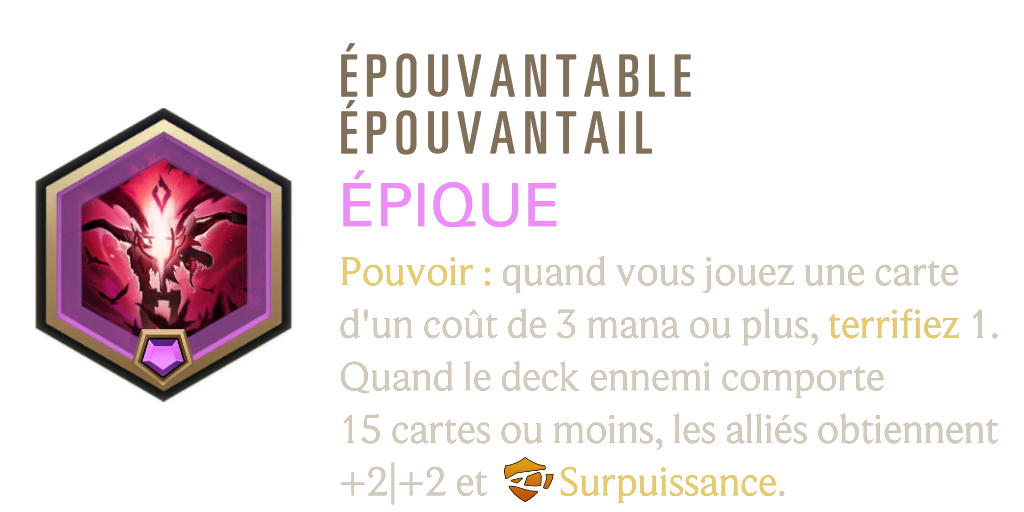 ÉPOUVANTABLE
ÉPOUVANTAIL
ÉPIQUE
Pouvoir : quand vous jouez une carte
d'un coût de 3 mana ou plus, terrifiez 1.
Quand le deck ennemi comporte
15 cartes ou moins, les alliés obtiennent
+2|+2 et Surpuissance.